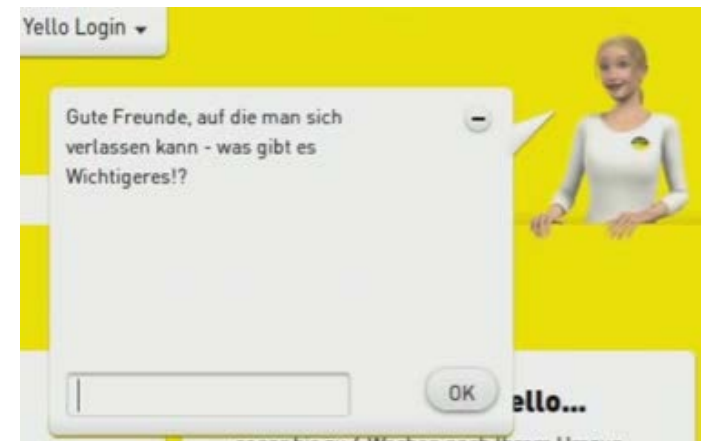 Yello Login
Gute Freunde, auf die man sich
verlassen kann - was gibt es
Wichtigeres!?
OK
ello...